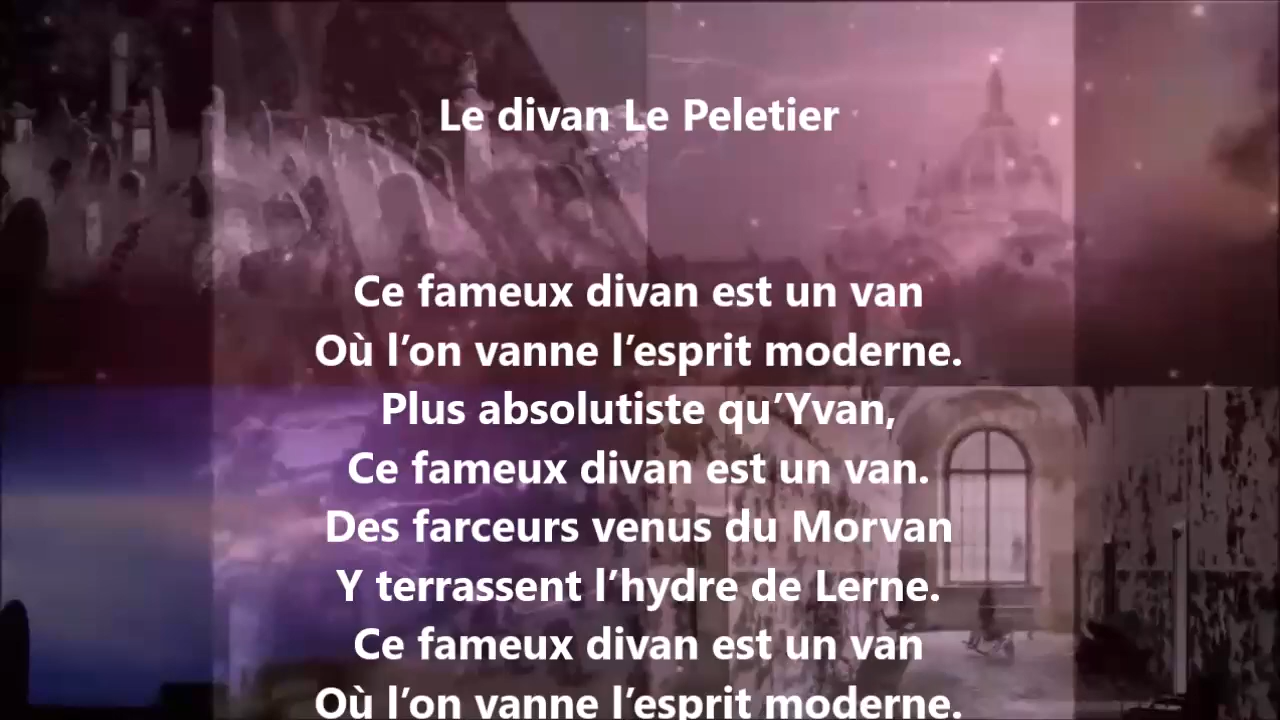 Le divan Le Peletier
Ce fameux divan est un van
Où l’on vanne l’esprit moderne.
Plus absolutiste qu’Yvan,
Ce fameux divan est un van.
Des farceurs venus du Morvan
Y terrassent l’hydre de Lerne.
Ce fameux divan est un van
Où l’on vanne l’esprit moderne.